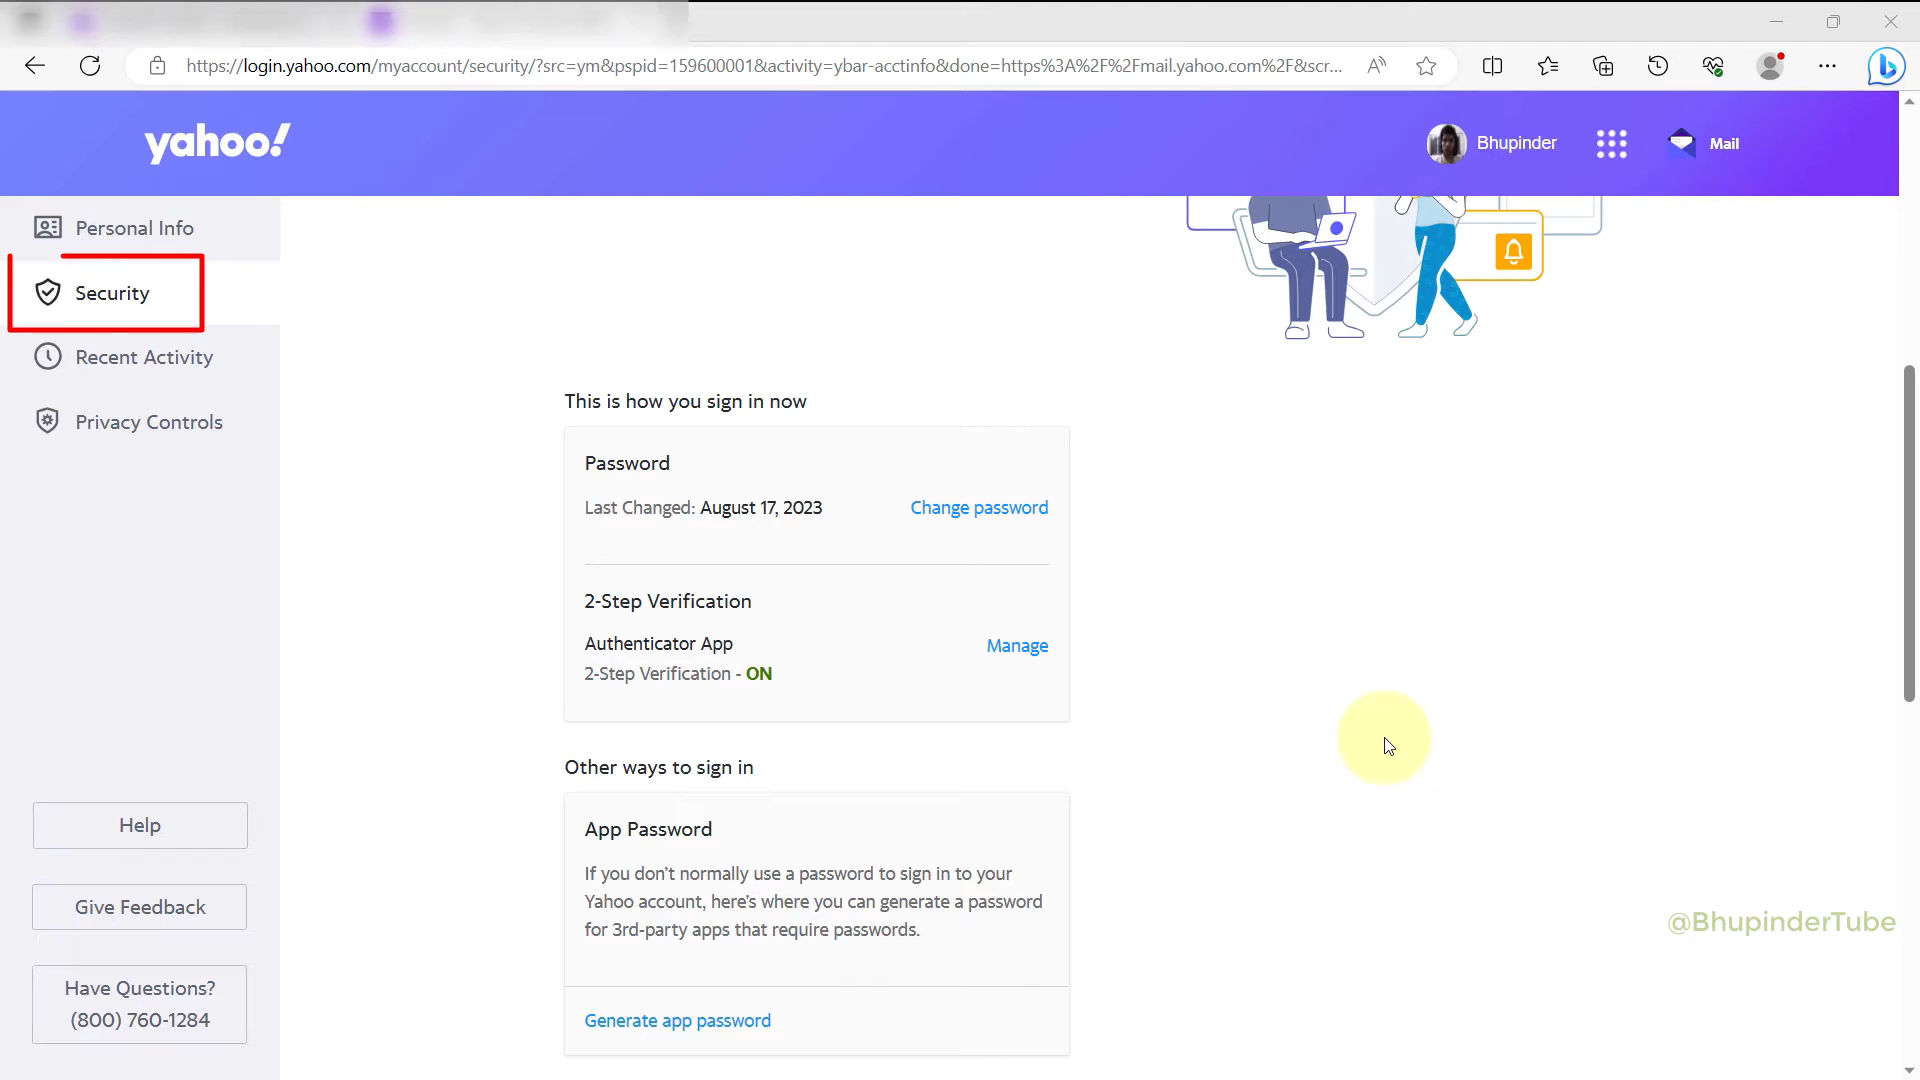 https://login.yahoo.com/myaccount/security/?src=ym&pspid=159600001&activity=ybar-acctinfo&done=https%3A%2F%2Fmail.yahoo.com%2F&scr...
yahoo!
Bhupinder
Mail
Personal Info
Security
Recent Activity
Privacy Controls
This is how you sign in now
Password
Last Changed: August 17, 2023
Change password
2-Step Verification
Authenticator App
Manage
2-Step Verification - ON
Other ways to sign in
App Password
If you don't normally use a password to sign in to your
Yahoo account, here's where you can generate a password
for 3rd-party apps that require passwords.
Generate app password
Help
Give Feedback
Have Questions?
(800) 760-1284
@BhupinderTube